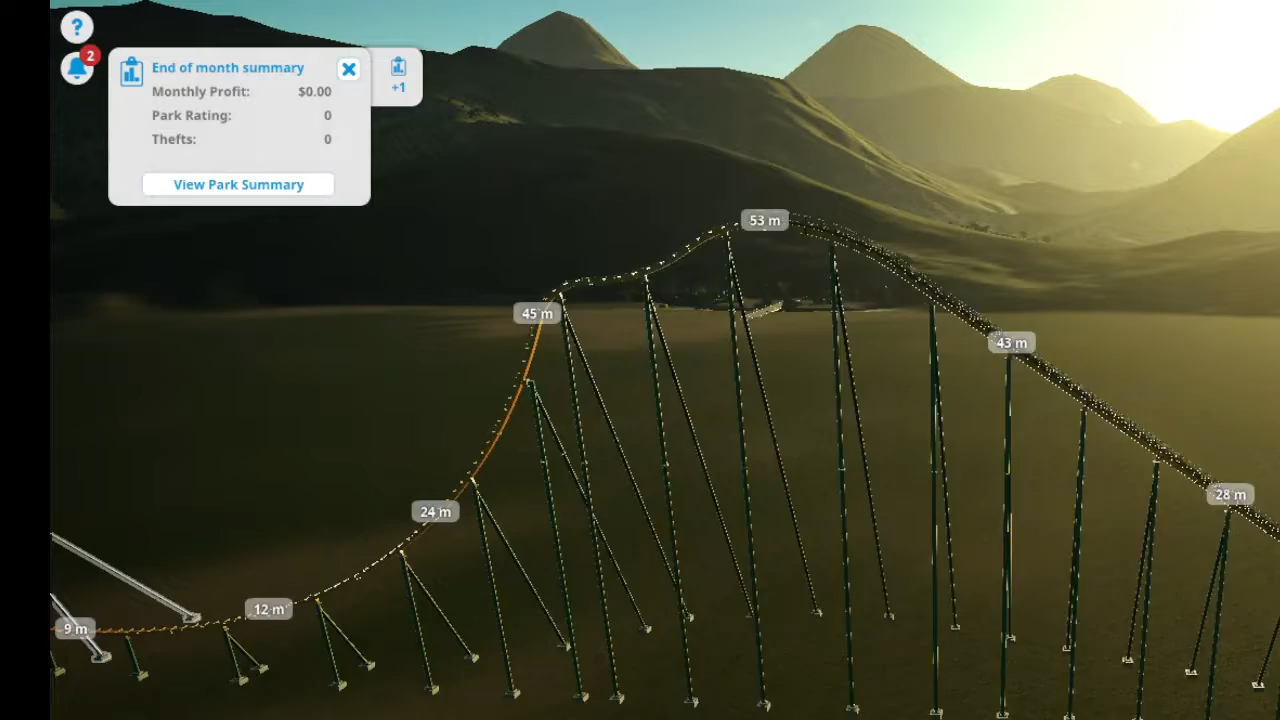 ?
2
End of month summary
Monthly Profit: $0.00
Park Rating: 0
Thefts: 0
View Park Summary
+1
53 m
45 m
43 m
28 m
24 m
12 m
9 m